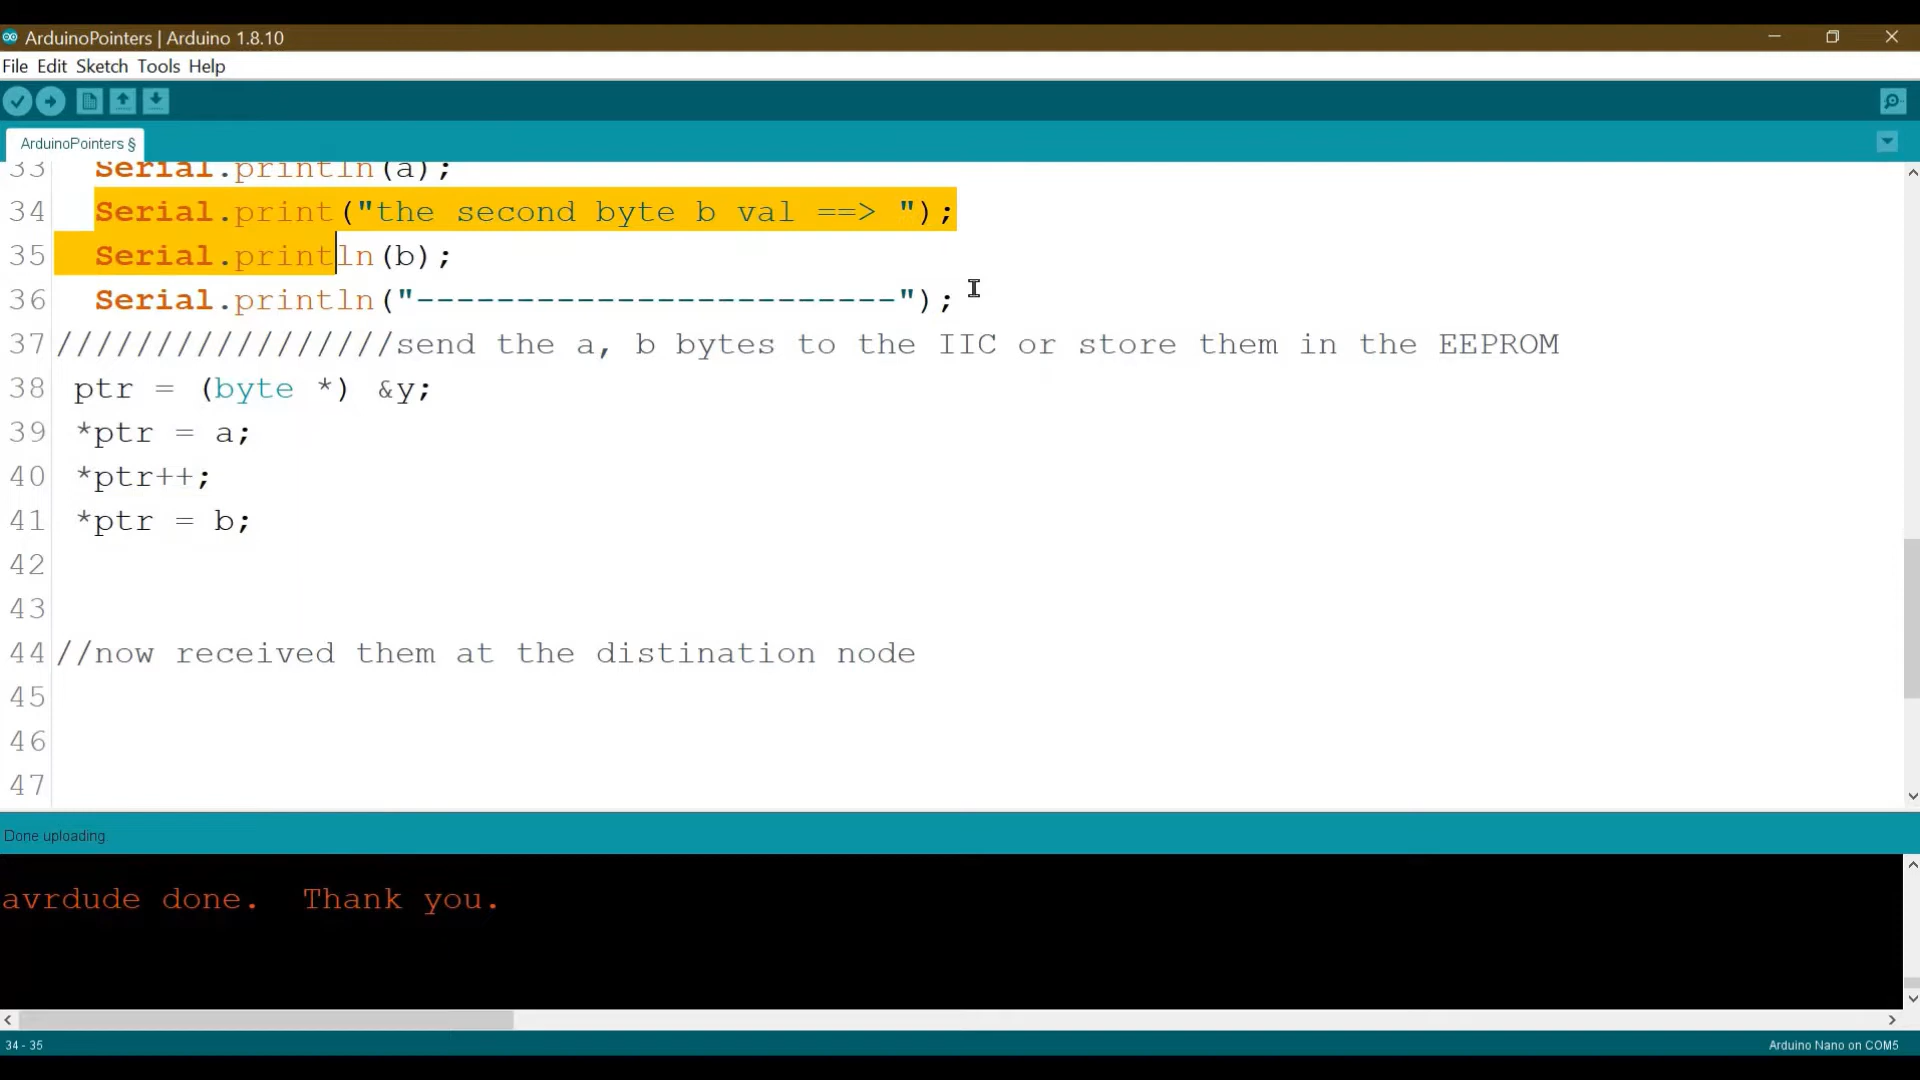 ArduinoPointers | Arduino 1.8.10
File Edit Sketch Tools Help
ArduinoPointers §
33 Serial.println(a);
34 Serial.print("the second byte b val ==> ");
35 Serial.println(b);
36 Serial.println("------------------------");
37 /////////////////send the a, b bytes to the IIC or store them in the EEPROM
38 ptr = (byte *) &y;
39 *ptr = a;
40 *ptr++;
41 *ptr = b;
42
43
44 //now received them at the distination node
45
46
47
Done uploading
avrdude done.  Thank you.
34 - 35
Arduino Nano on COM5